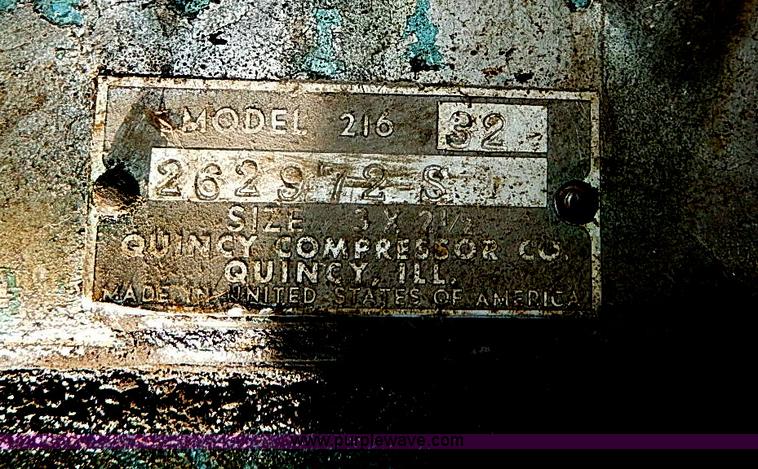 MODEL 216 32
262972 S
SIZE 3 X 2½
QUINCY COMPRESSOR CO.
QUINCY, ILL.
MADE IN UNITED STATES OF AMERICA
www.purplewave.com